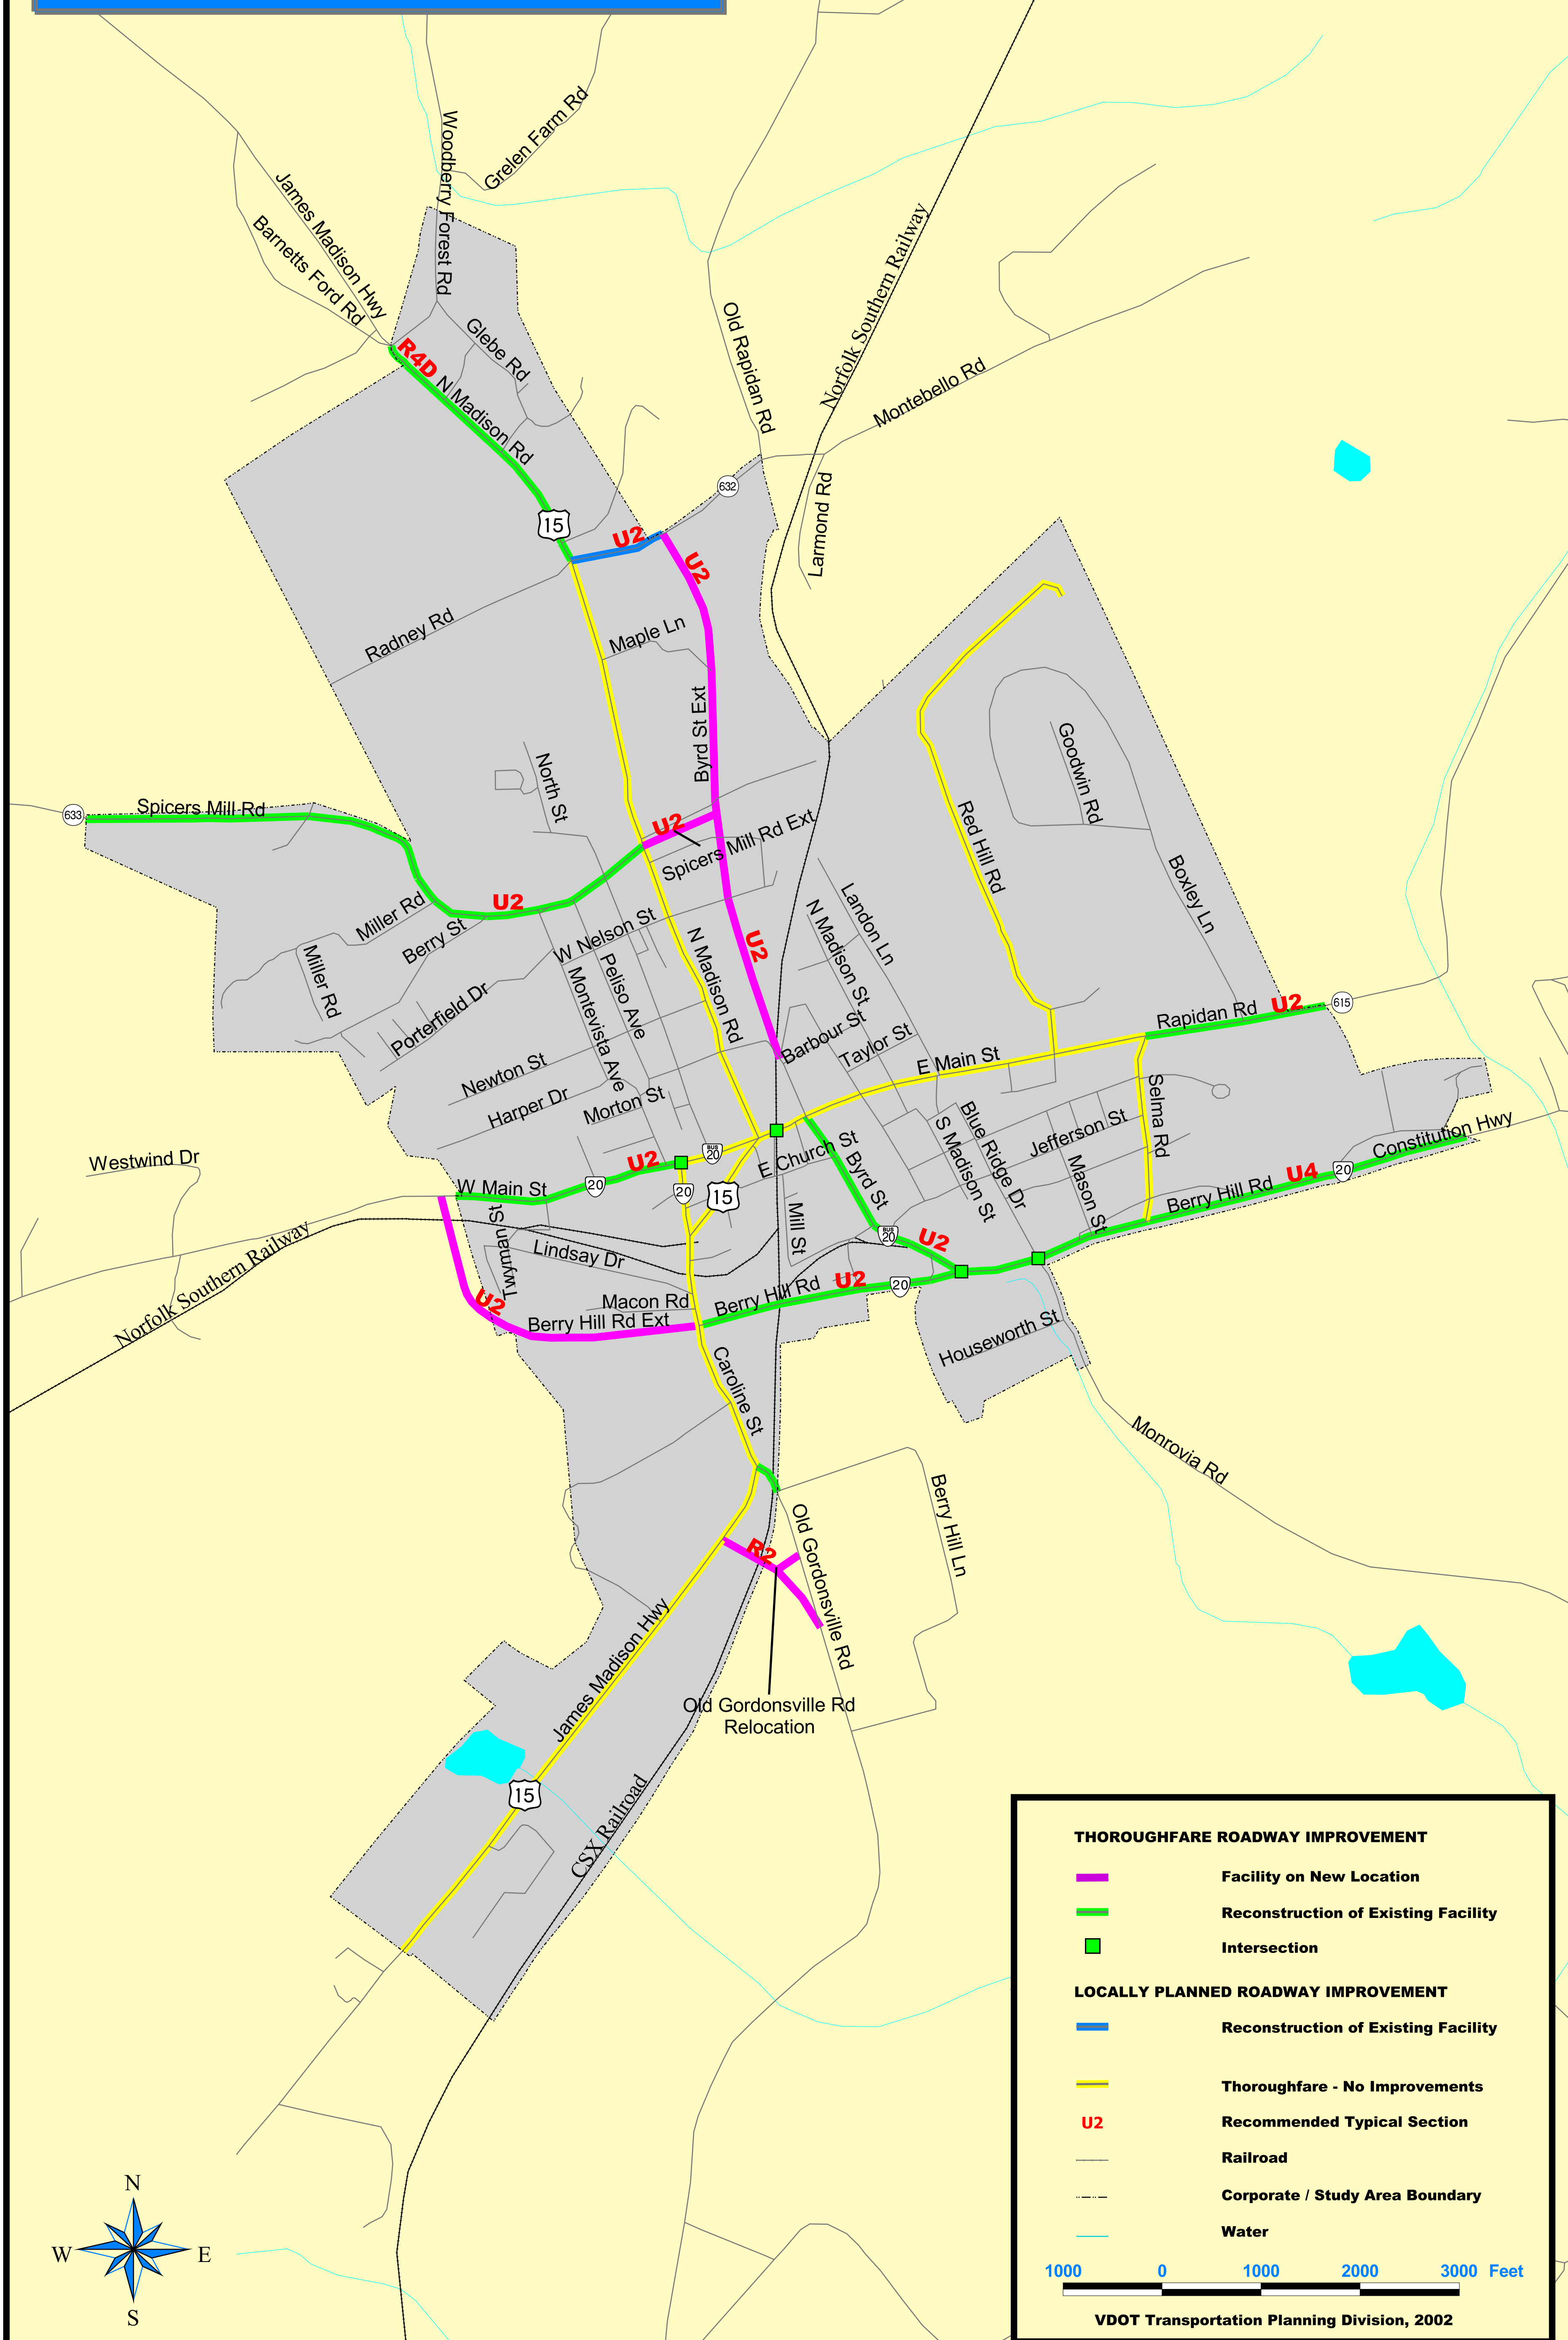 Woodberry Forest Rd
Grelen Farm Rd
James Madison Hwy
Barnetts Ford Rd
Glebe Rd
R4D
N Madison Rd
Old Rapidan Rd
Norfolk Southern Railway
Montebello Rd
Larmond Rd
632
15
U2
U2
Radney Rd
Maple Ln
Byrd St Ext
North St
Goodwin Rd
Red Hill Rd
633
Spicers Mill Rd
U2
Spicers Mill Rd Ext
Boxley Ln
Landon Ln
N Madison St
U2
Miller Rd
Berry St
W Nelson St
N Madison Rd
U2
Miller Rd
Porterfield Dr
Montevista Ave
Peliso Ave
Rapidan Rd
U2
615
Barbour St
Taylor St
E Main St
Newton St
Harper Dr
Morton St
Selma Rd
Blue Ridge Dr
S Madison St
Jefferson St
Mason St
Constitution Hwy
Westwind Dr
W Main St
20
U2
BUS
20
20
15
E Church St
Byrd St
Mill St
BUS
20
U2
Berry Hill Rd
U4
20
Twyman St
Lindsay Dr
Norfolk Southern Railway
Macon Rd
U2
Berry Hill Rd Ext
Berry Hill Rd
U2
20
Houseworth St
Caroline St
Monrovia Rd
Berry Hill Ln
R2
Old Gordonsville Rd
James Madison Hwy
Old Gordonsville Rd
Relocation
15
CSX Railroad
THOROUGHFARE ROADWAY IMPROVEMENT
Facility on New Location
Reconstruction of Existing Facility
Intersection
LOCALLY PLANNED ROADWAY IMPROVEMENT
Reconstruction of Existing Facility
Thoroughfare - No Improvements
U2 Recommended Typical Section
Railroad
Corporate / Study Area Boundary
Water
1000 0 1000 2000 3000 Feet
VDOT Transportation Planning Division, 2002
N
W E
S